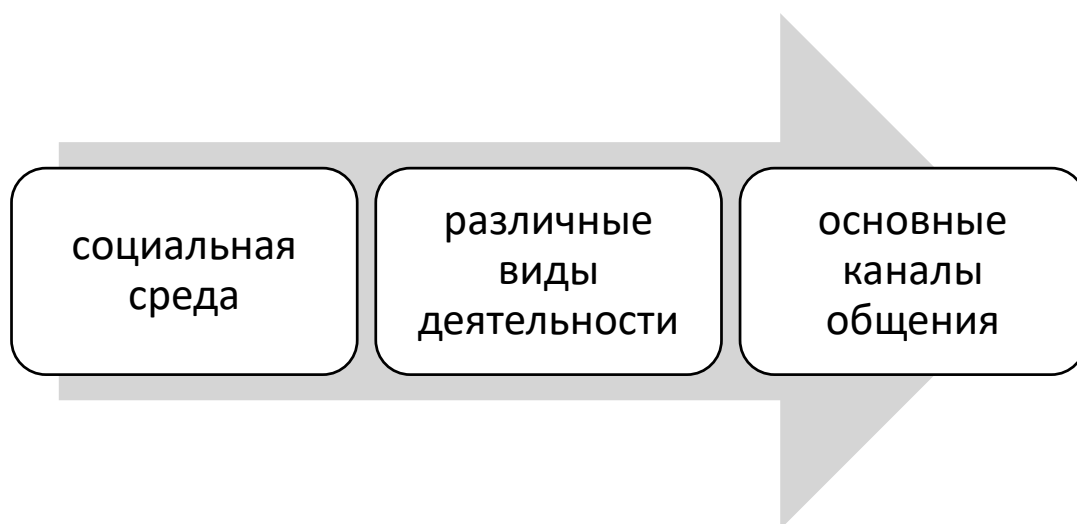 социальная
среда
различные
виды
деятельности
основные
каналы
общения